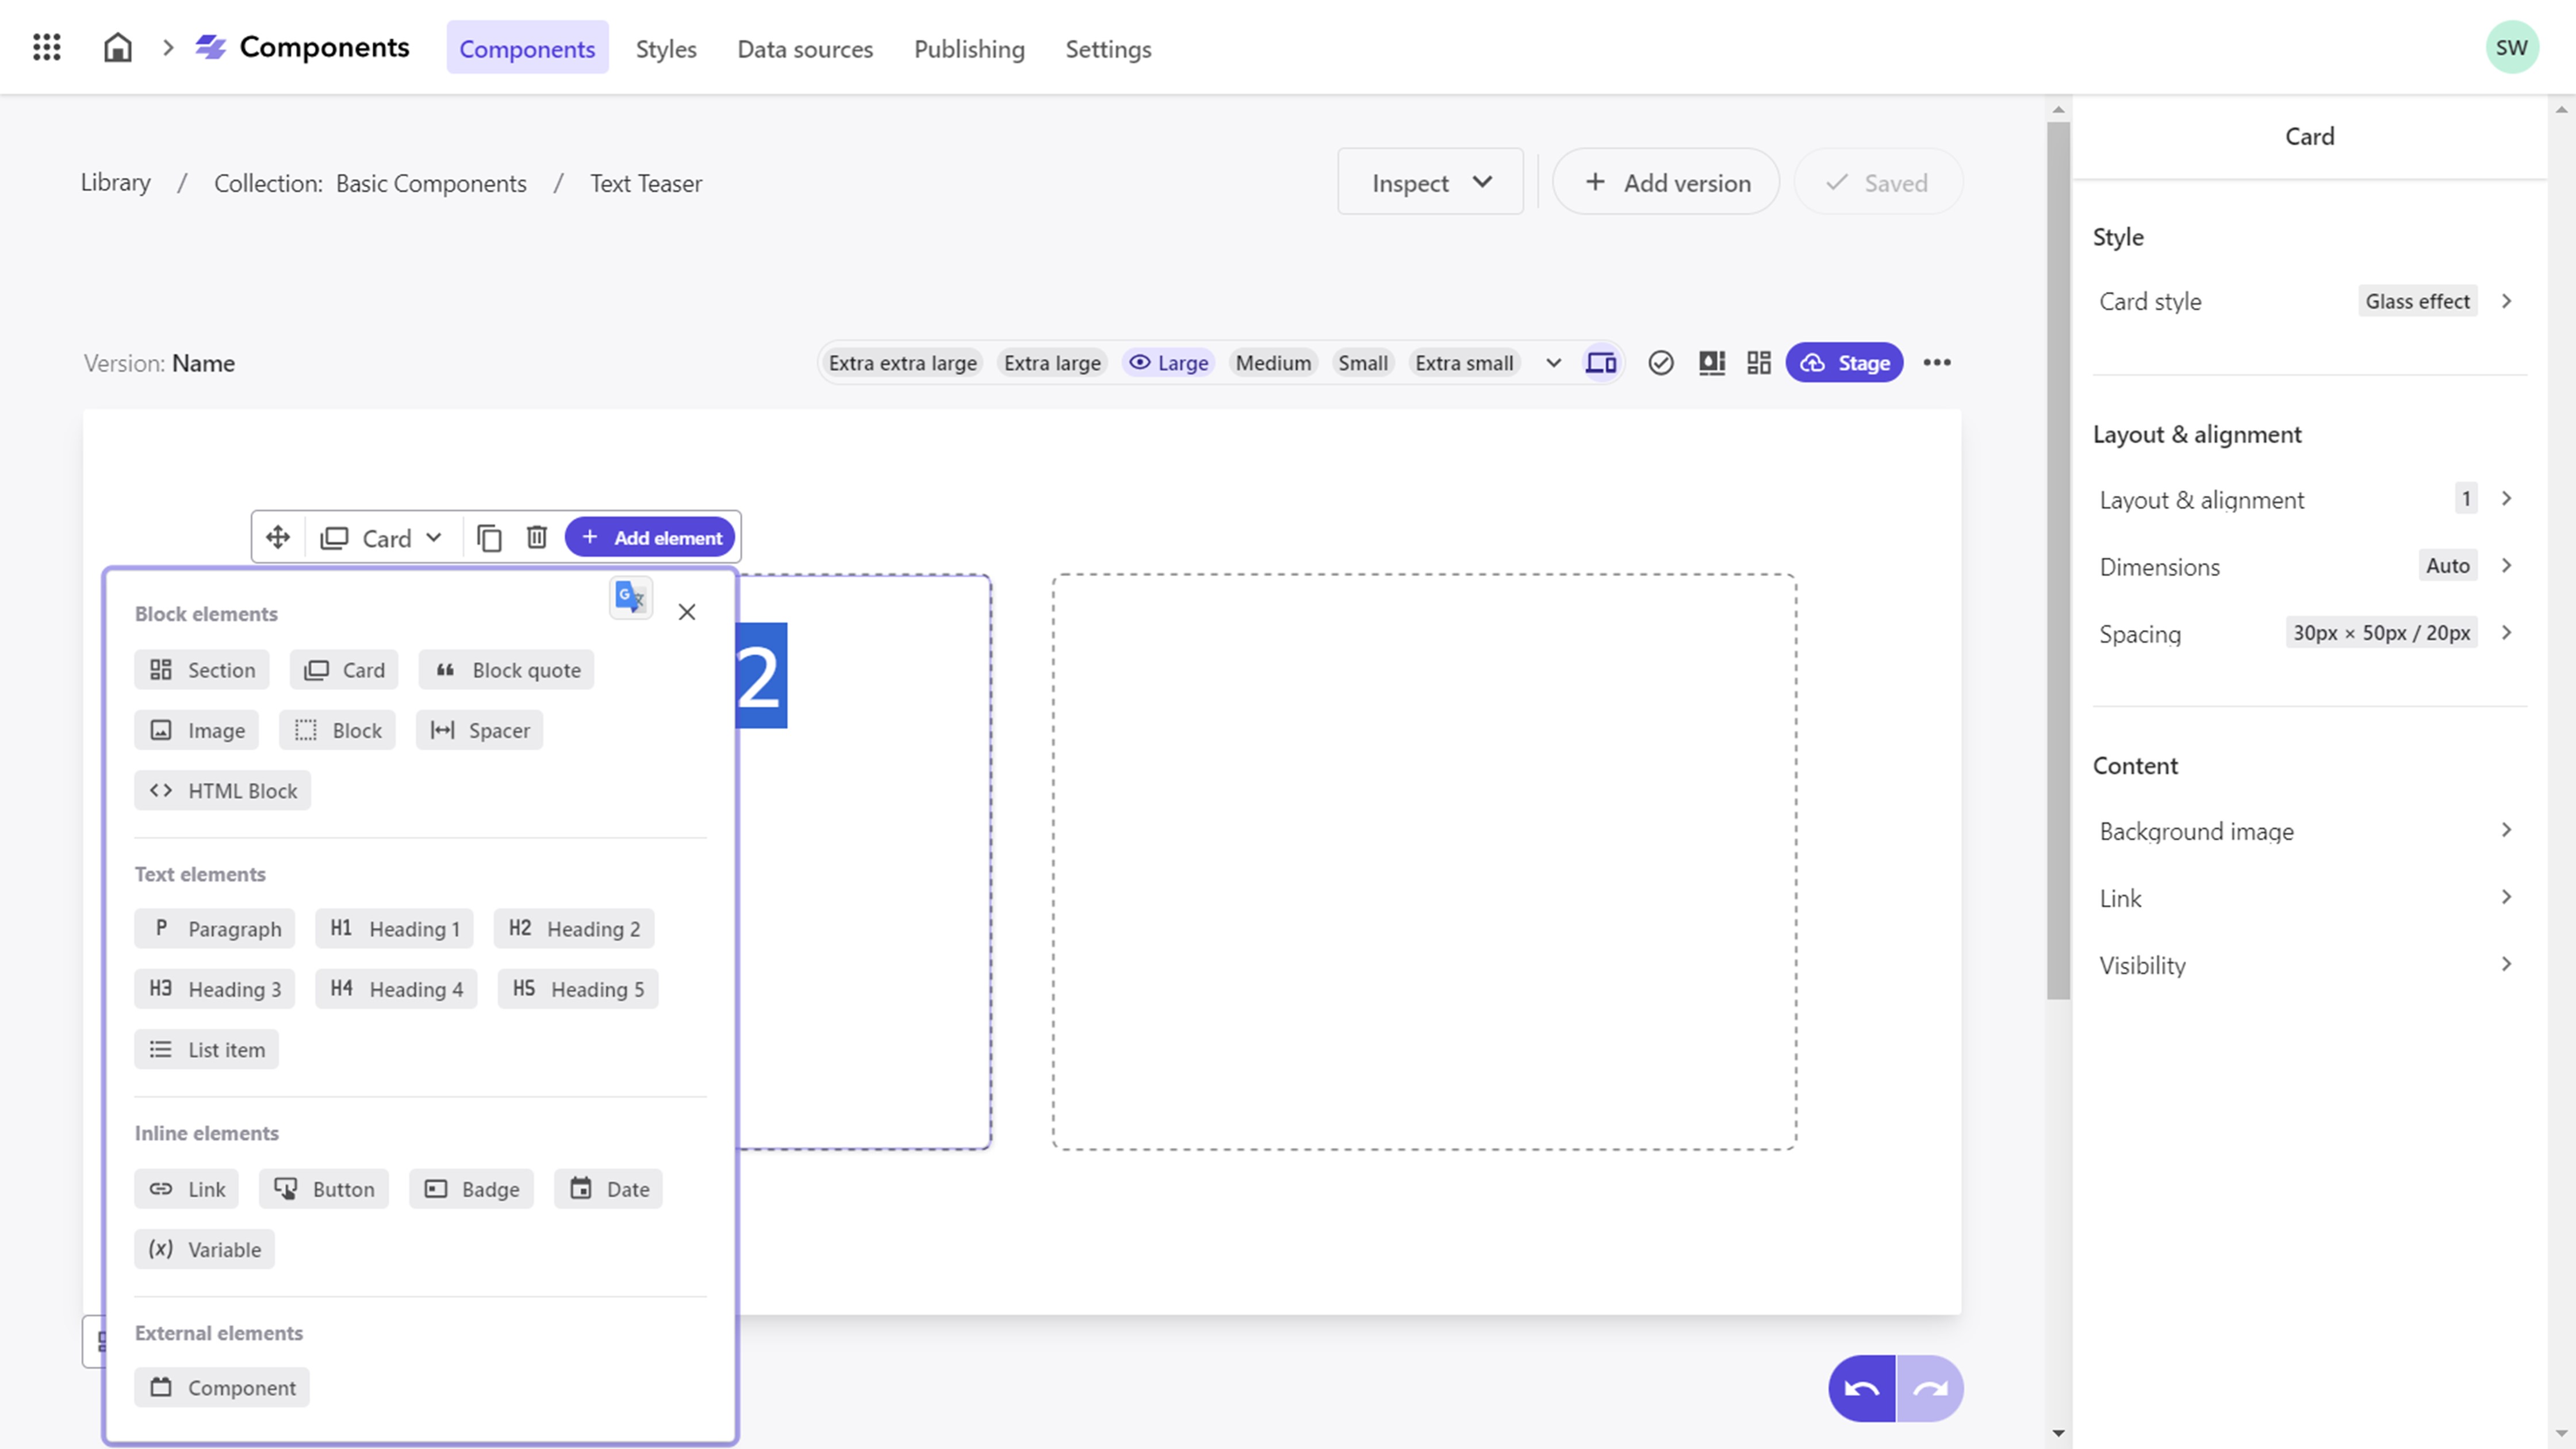 Components Components Styles Data sources Publishing Settings SW
Library / Collection: Basic Components / Text Teaser Inspect + Add version Saved
Card
Style
Card style Glass effect
Version: Name Extra extra large Extra large Large Medium Small Extra small Stage
Layout & alignment
Layout & alignment 1
Dimensions Auto
Spacing 30px × 50px / 20px
Content
Background image
Link
Visibility
Card + Add element
Block elements
Section Card Block quote
Image Block Spacer
HTML Block
2
Text elements
P Paragraph H1 Heading 1 H2 Heading 2
H3 Heading 3 H4 Heading 4 H5 Heading 5
List item
Inline elements
Link Button Badge Date
(x) Variable
External elements
Component